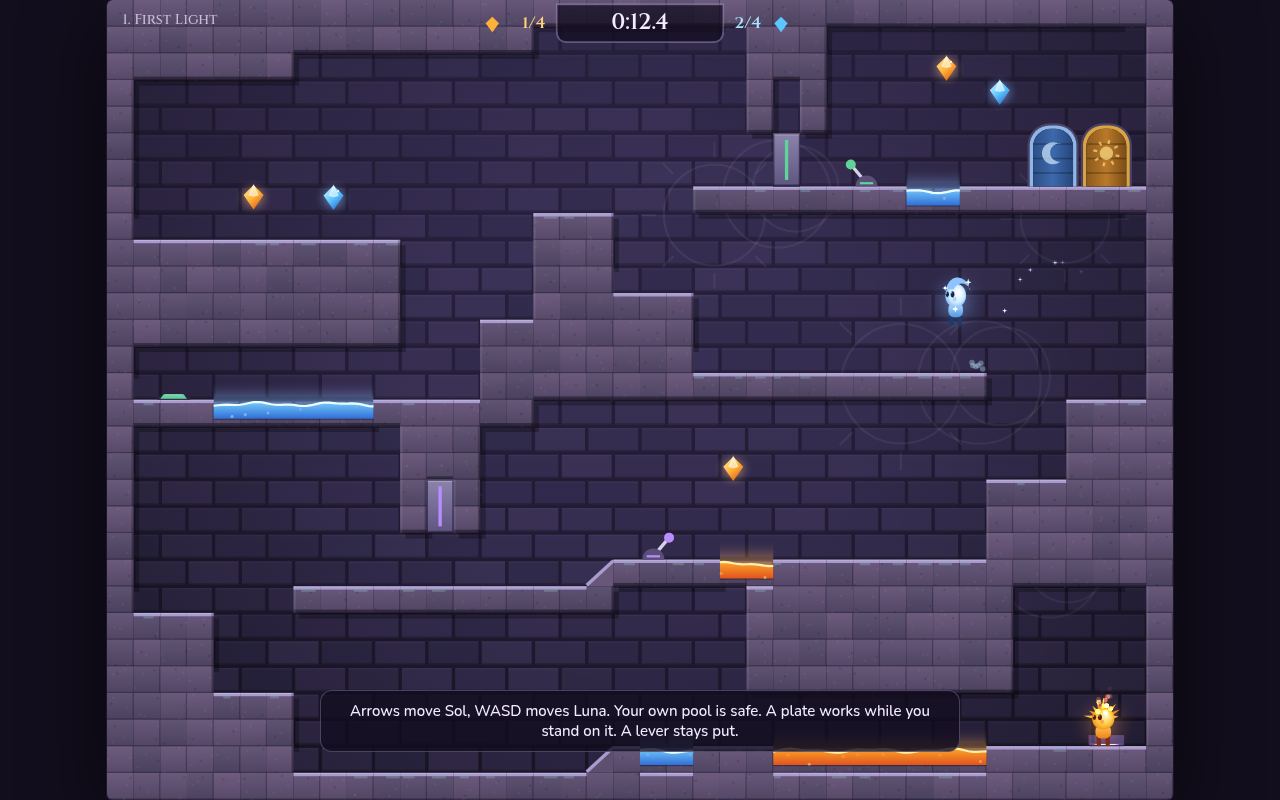 1. First Light
1/4
0:12.4
2/4
Arrows move Sol, WASD moves Luna. Your own pool is safe. A plate works while you
stand on it. A lever stays put.